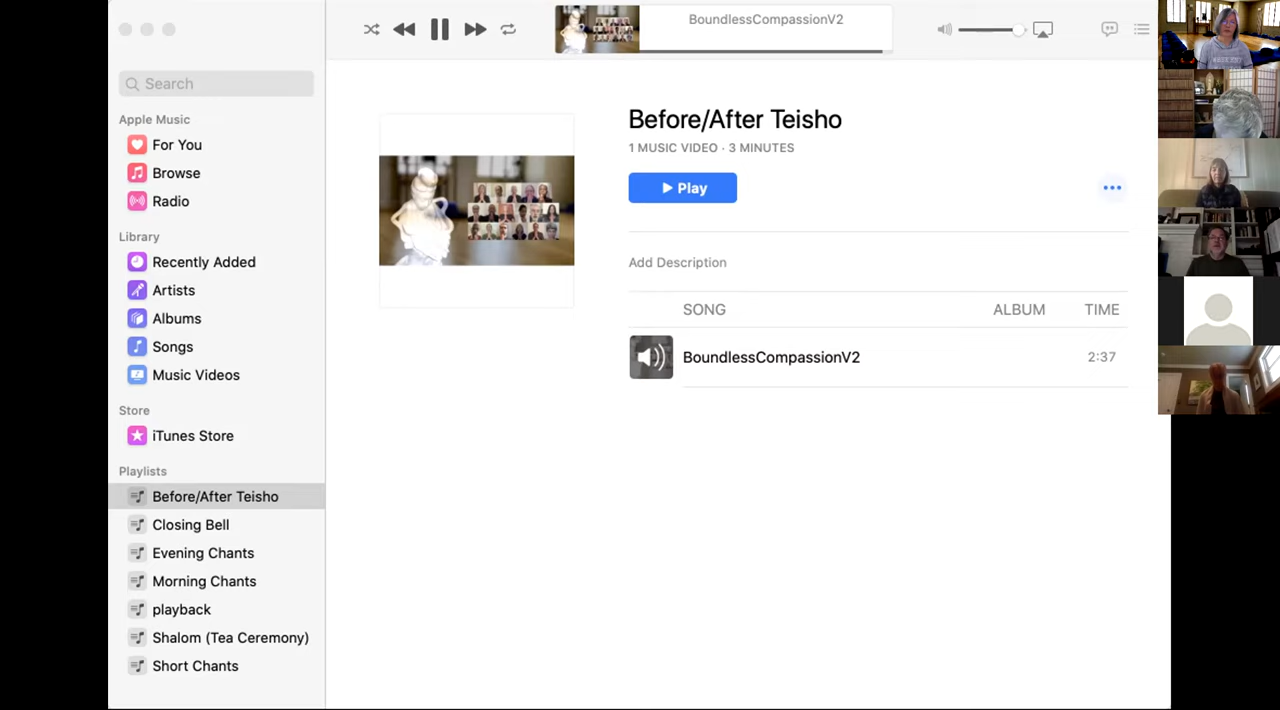 BoundlessCompassionV2
Search
Apple Music
For You
Browse
Radio
Library
Recently Added
Artists
Albums
Songs
Music Videos
Store
iTunes Store
Playlists
Before/After Teisho
Closing Bell
Evening Chants
Morning Chants
playback
Shalom (Tea Ceremony)
Short Chants
Before/After Teisho
1 MUSIC VIDEO · 3 MINUTES
Play
Add Description
SONG ALBUM TIME
BoundlessCompassionV2 2:37